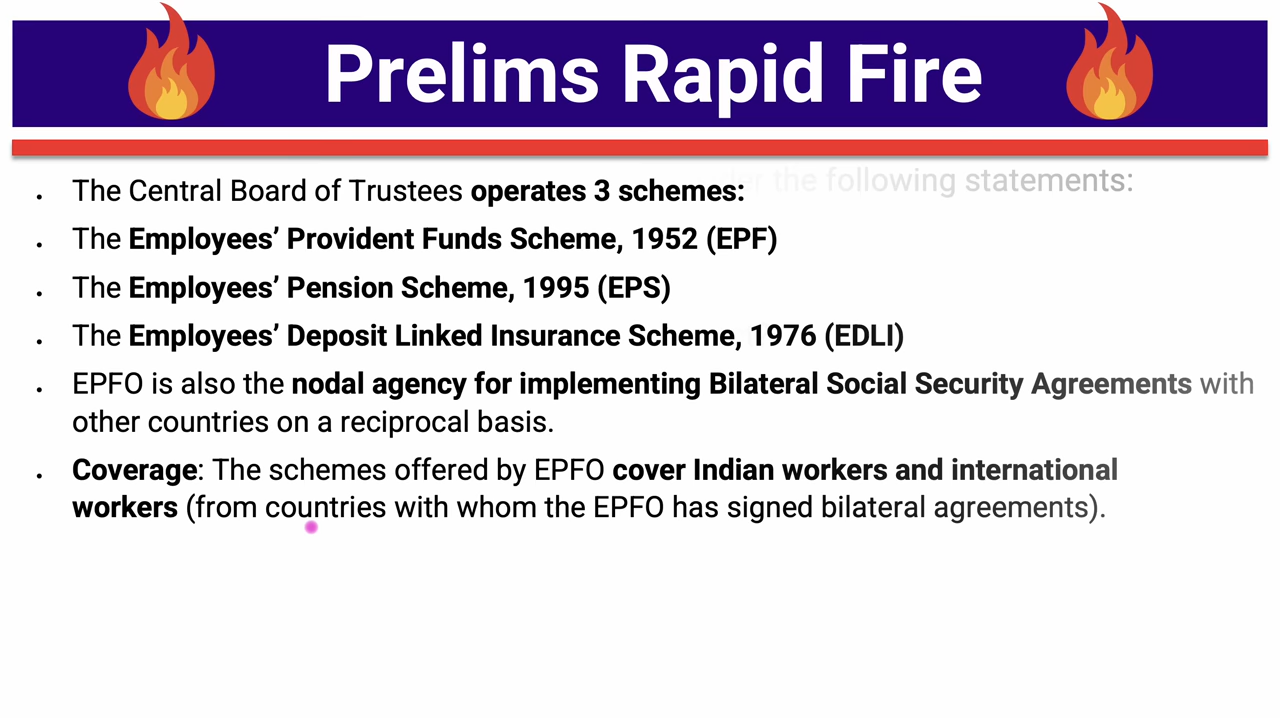 Prelims Rapid Fire
der the following statements:
• The Central Board of Trustees operates 3 schemes:
• The Employees’ Provident Funds Scheme, 1952 (EPF)
• The Employees’ Pension Scheme, 1995 (EPS)
• The Employees’ Deposit Linked Insurance Scheme, 1976 (EDLI)
• EPFO is also the nodal agency for implementing Bilateral Social Security Agreements with
other countries on a reciprocal basis.
• Coverage: The schemes offered by EPFO cover Indian workers and international
workers (from countries with whom the EPFO has signed bilateral agreements).